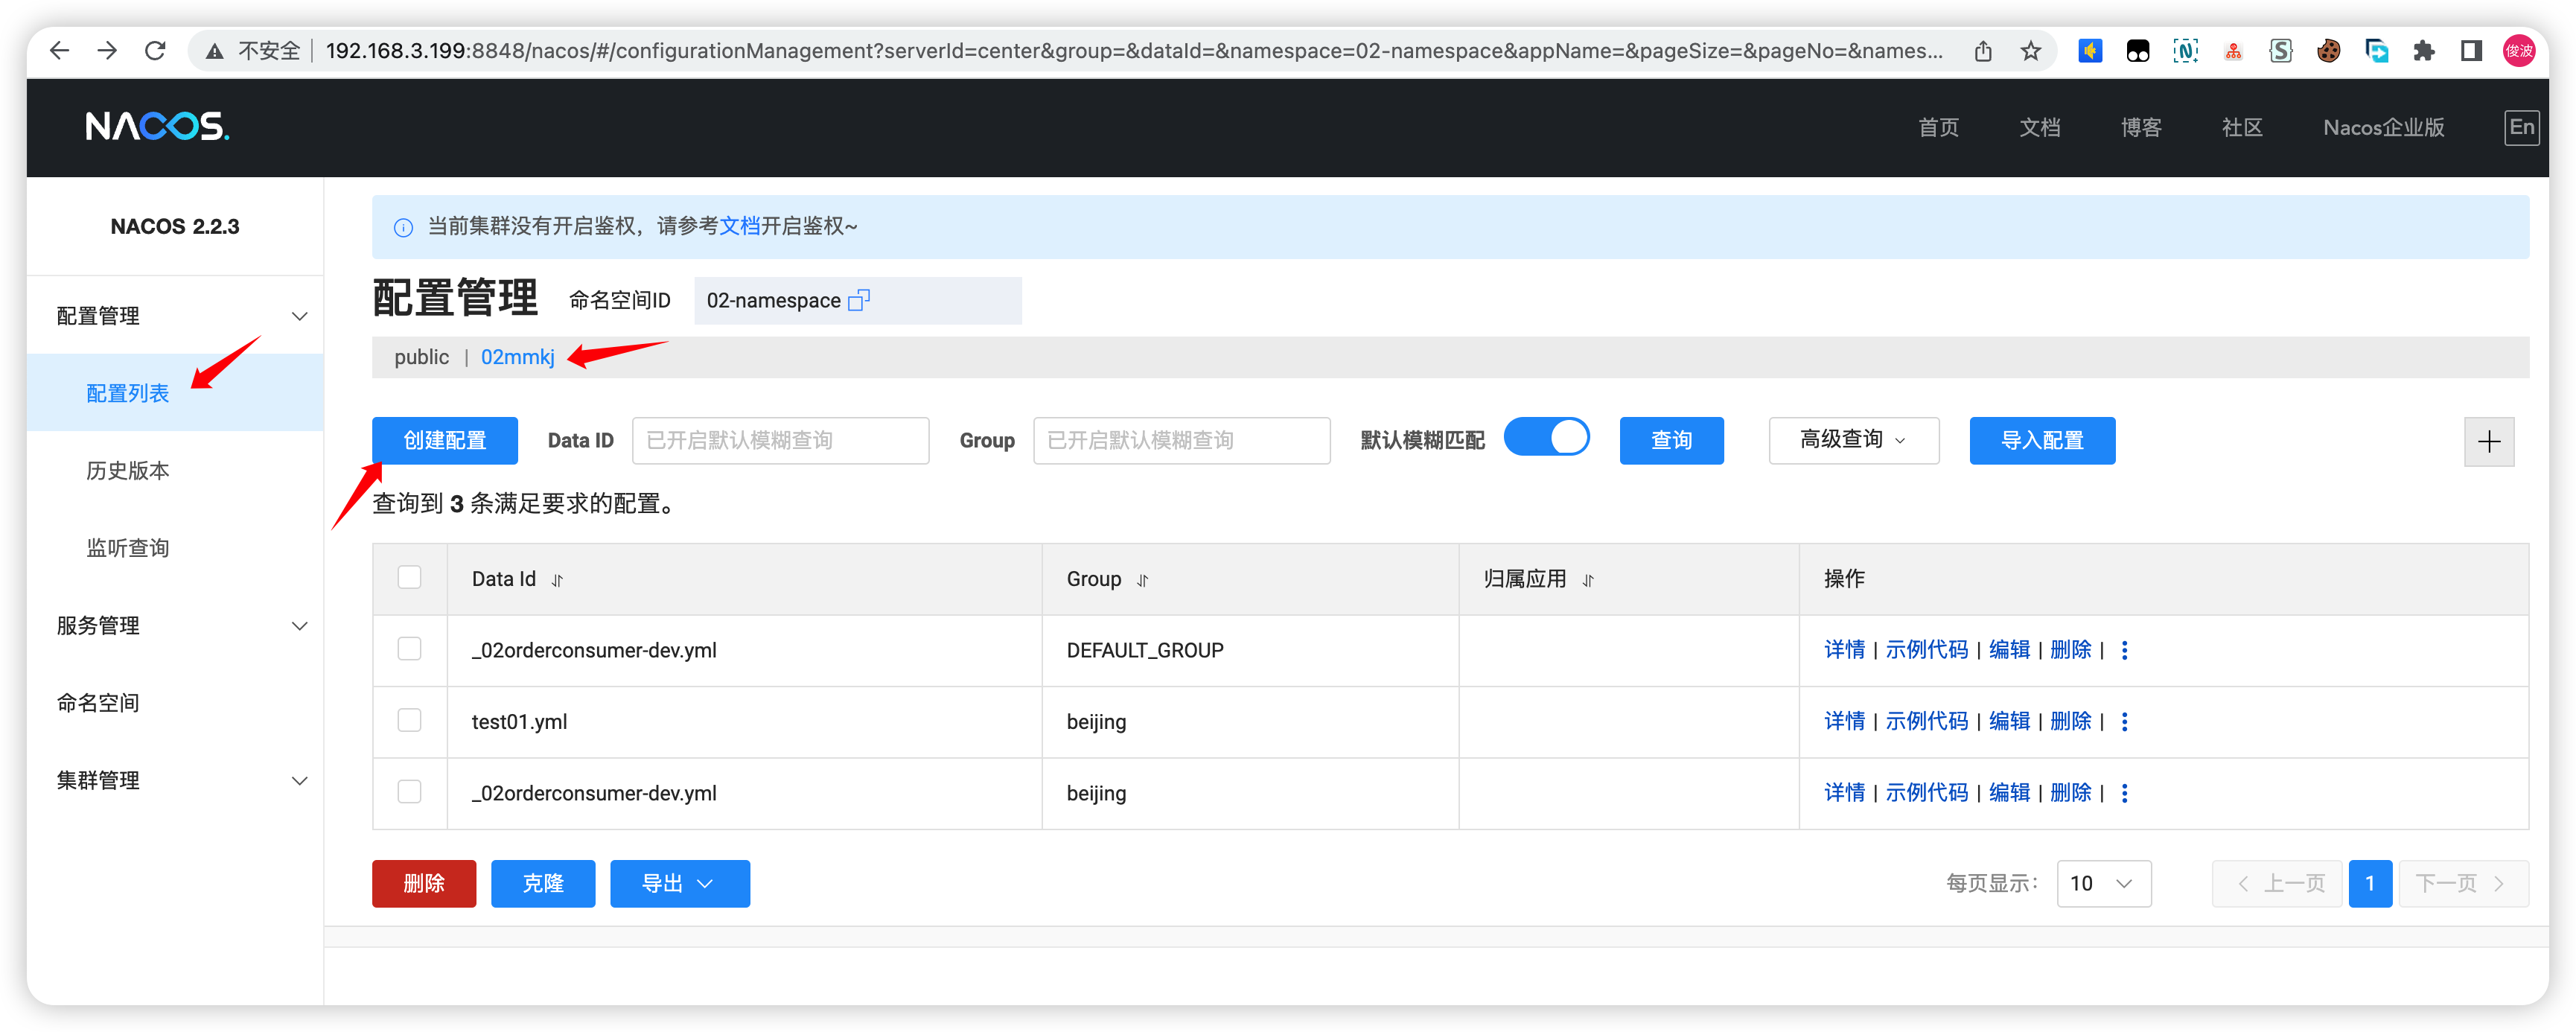 不安全 192.168.3.199:8848/nacos/#/configurationManagement?serverId=center&group=&dataId=&namespace=02-namespace&appName=&pageSize=&pageNo=&names... 俊波
NACOS. 首页 文档 博客 社区 Nacos企业版 En
NACOS 2.2.3
配置管理
配置列表
历史版本
监听查询
服务管理
命名空间
集群管理
当前集群没有开启鉴权，请参考文档开启鉴权~
配置管理 命名空间ID 02-namespace
public | 02mmkj
创建配置 Data ID 已开启默认模糊查询 Group 已开启默认模糊查询 默认模糊匹配 查询 高级查询 导入配置
查询到 3 条满足要求的配置。
Data Id Group 归属应用 操作
_02orderconsumer-dev.yml DEFAULT_GROUP 详情 | 示例代码 | 编辑 | 删除 |
test01.yml beijing 详情 | 示例代码 | 编辑 | 删除 |
_02orderconsumer-dev.yml beijing 详情 | 示例代码 | 编辑 | 删除 |
删除 克隆 导出 每页显示： 10 上一页 1 下一页